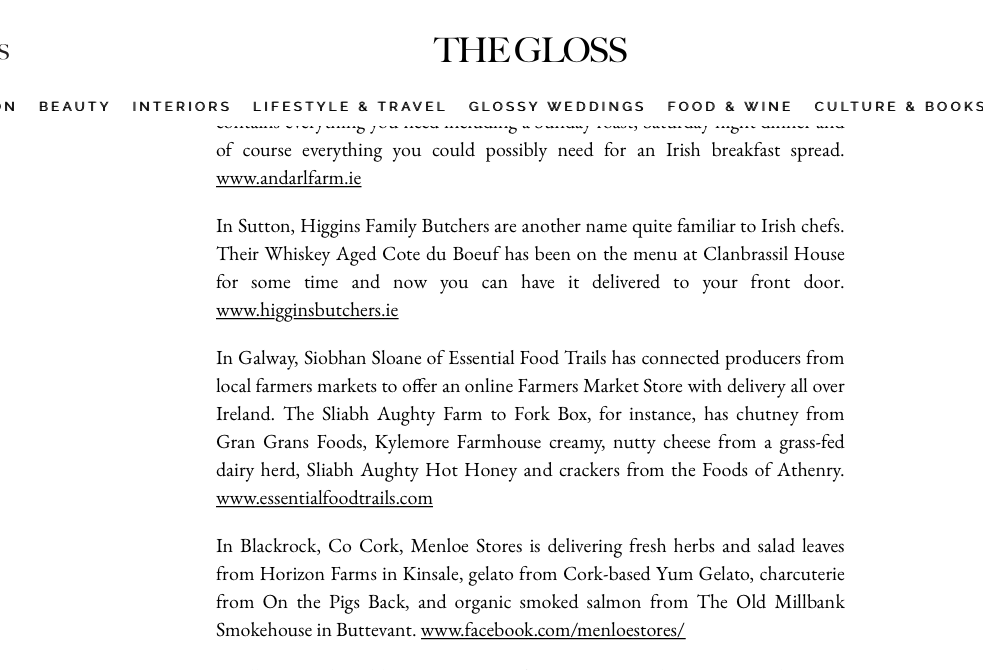 S
THE GLOSS
ON BEAUTY INTERIORS LIFESTYLE & TRAVEL GLOSSY WEDDINGS FOOD & WINE CULTURE & BOOKS
contains everything you need including a Sunday roast, Saturday night dinner and
of course everything you could possibly need for an Irish breakfast spread.
www.andarlfarm.ie
In Sutton, Higgins Family Butchers are another name quite familiar to Irish chefs.
Their Whiskey Aged Cote du Boeuf has been on the menu at Clanbrassil House
for some time and now you can have it delivered to your front door.
www.higginsbutchers.ie
In Galway, Siobhan Sloane of Essential Food Trails has connected producers from
local farmers markets to offer an online Farmers Market Store with delivery all over
Ireland. The Sliabh Aughty Farm to Fork Box, for instance, has chutney from
Gran Grans Foods, Kylemore Farmhouse creamy, nutty cheese from a grass-fed
dairy herd, Sliabh Aughty Hot Honey and crackers from the Foods of Athenry.
www.essentialfoodtrails.com
In Blackrock, Co Cork, Menloe Stores is delivering fresh herbs and salad leaves
from Horizon Farms in Kinsale, gelato from Cork-based Yum Gelato, charcuterie
from On the Pigs Back, and organic smoked salmon from The Old Millbank
Smokehouse in Buttevant. www.facebook.com/menloestores/